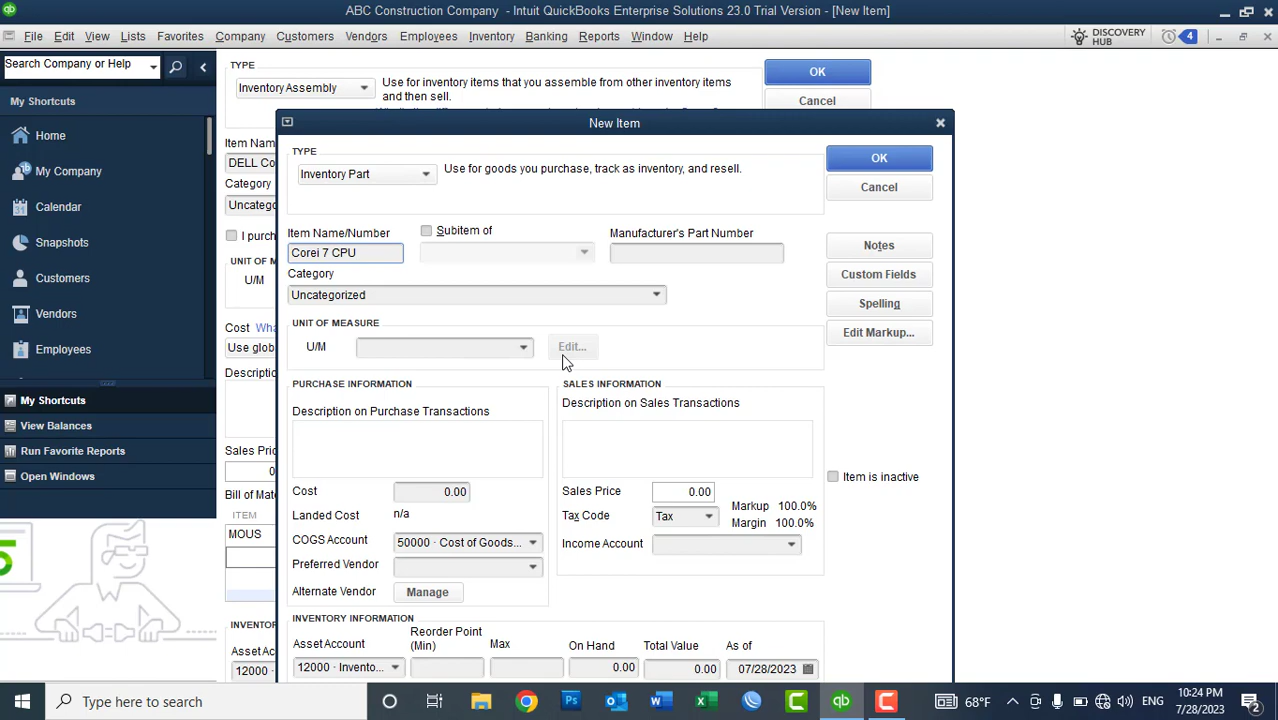 ABC Construction Company - Intuit QuickBooks Enterprise Solutions 23.0 Trial Version - [New Item]
File Edit View Lists Favorites Company Customers Vendors Employees Inventory Banking Reports Window Help
DISCOVERY HUB 4
Search Company or Help
My Shortcuts
Home
My Company
Calendar
Snapshots
Customers
Vendors
Employees
My Shortcuts
View Balances
Run Favorite Reports
Open Windows
TYPE
Inventory Assembly
Use for inventory items that you assemble from other inventory items
and then sell.
OK
Cancel
Item Nam
DELL Co
Category
Uncatego
I purch
UNIT OF M
U/M
Cost Wha
Use glob
Descriptio
Sales Pric
0
Bill of Mate
ITEM
MOUS
INVENTOR
Asset Acc
12000
New Item
TYPE
Inventory Part
Use for goods you purchase, track as inventory, and resell.
OK
Cancel
Item Name/Number
Subitem of
Manufacturer's Part Number
Corei 7 CPU
Category
Uncategorized
Notes
Custom Fields
Spelling
Edit Markup...
UNIT OF MEASURE
U/M
Edit...
PURCHASE INFORMATION
Description on Purchase Transactions
Cost 0.00
Landed Cost n/a
COGS Account 50000 · Cost of Goods...
Preferred Vendor
Alternate Vendor Manage
SALES INFORMATION
Description on Sales Transactions
Sales Price 0.00
Tax Code Tax
Markup 100.0%
Margin 100.0%
Income Account
Item is inactive
INVENTORY INFORMATION
Asset Account
Reorder Point (Min)
Max
On Hand
Total Value
As of
12000 · Invento... 0.00 0.00 07/28/2023
Type here to search
68°F
ENG
10:24 PM
7/28/2023
2